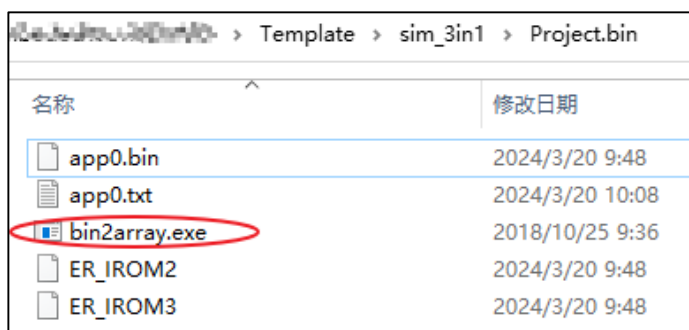 > Template > sim_3in1 > Project.bin
名称 修改日期
app0.bin 2024/3/20 9:48
app0.txt 2024/3/20 10:08
bin2array.exe 2018/10/25 9:36
ER_IROM2 2024/3/20 9:48
ER_IROM3 2024/3/20 9:48